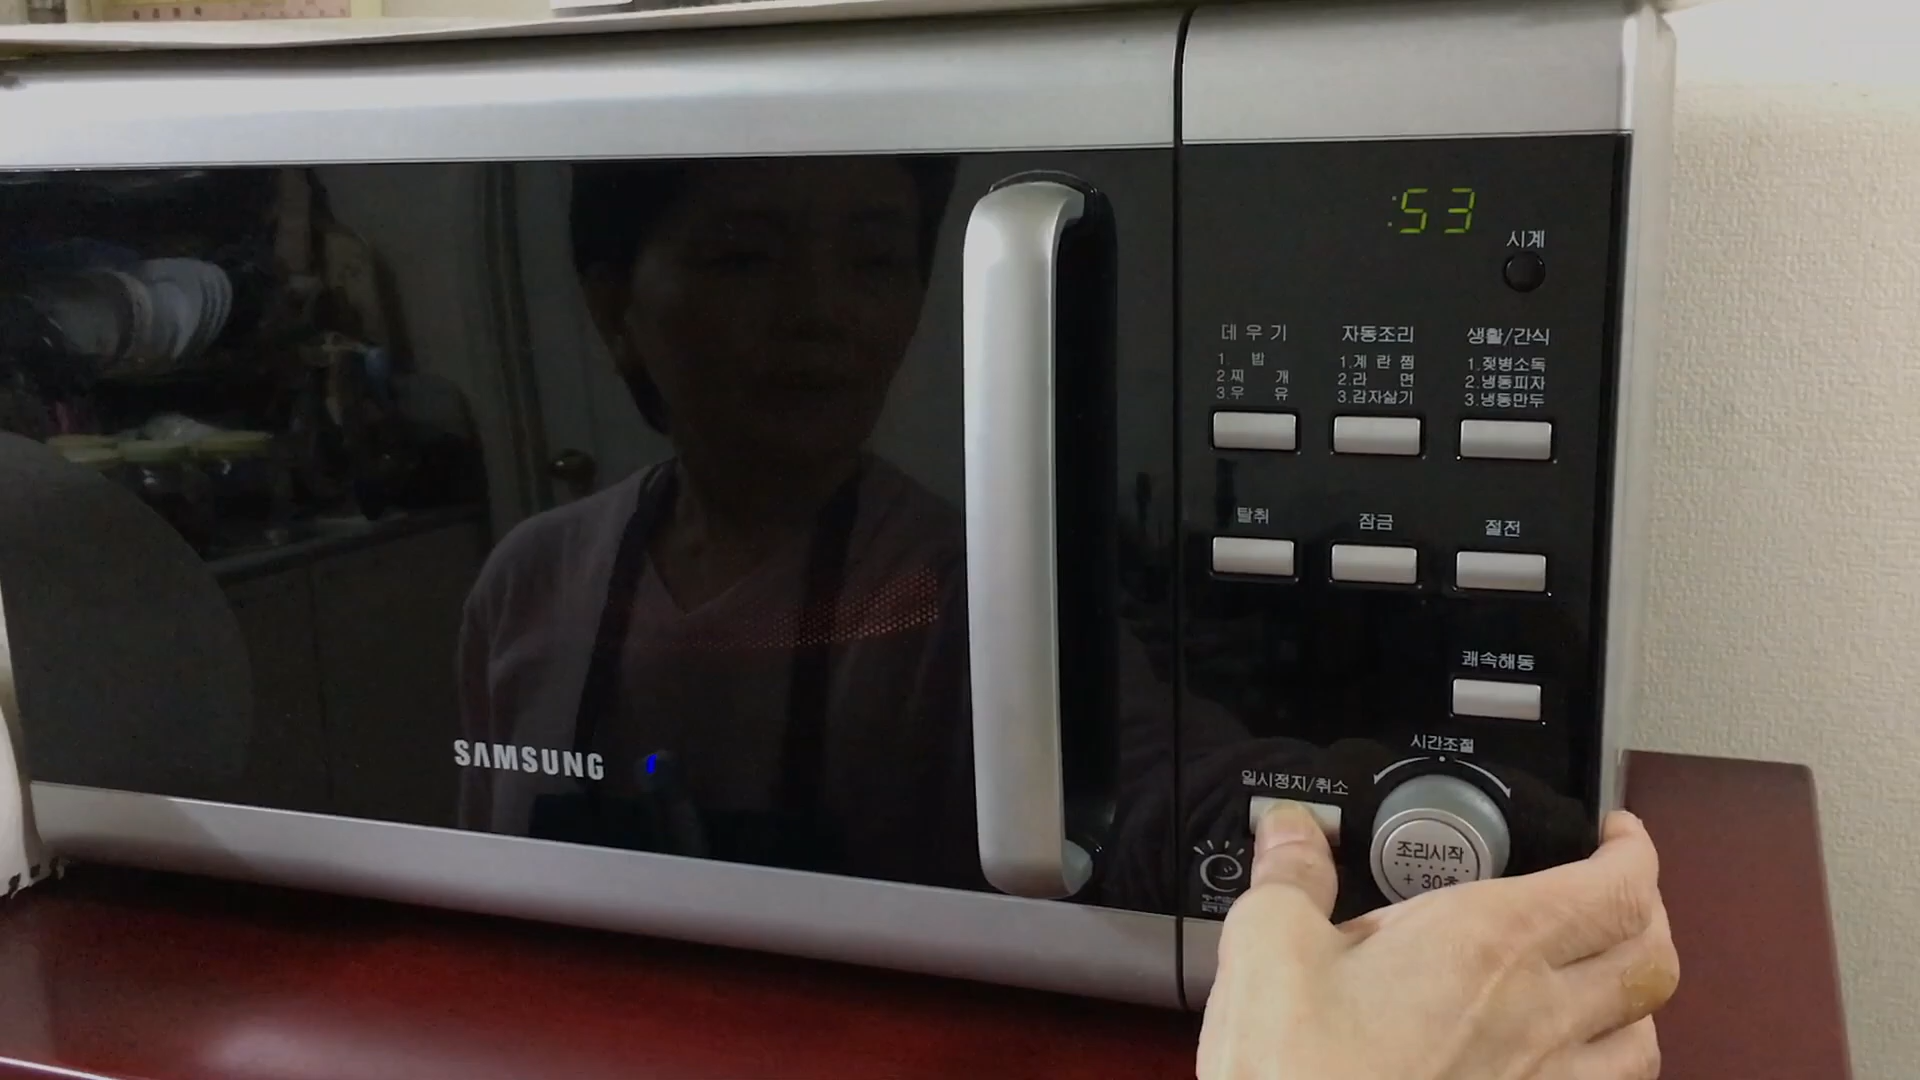 :53
시계
데 우 기
1. 밥
2.찌 개
3.우 유
자동조리
1.계 란 찜
2.라 면
3.감자삶기
생활/간식
1.젖병소독
2.냉동피자
3.냉동만두
탈취
잠금
절전
쾌속해동
시간조절
SAMSUNG
일시정지/취소
조리시작
+ 30초